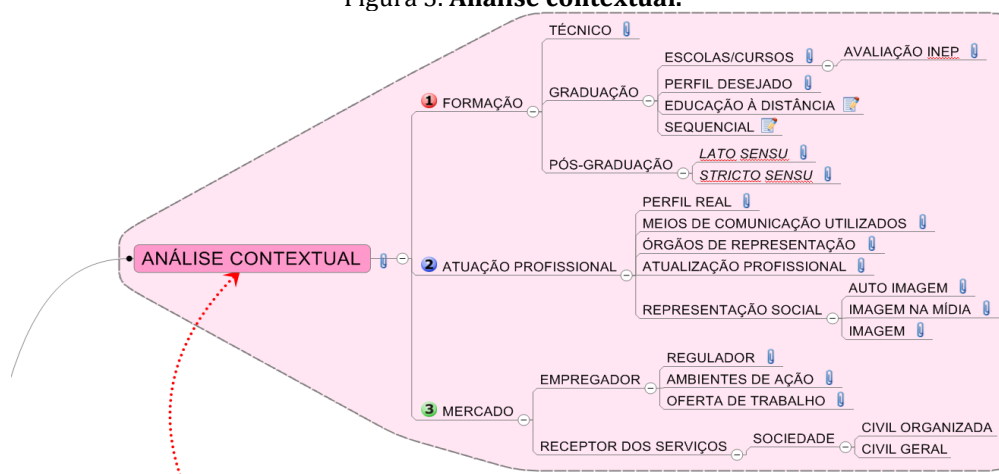 Figura 3. Análise contextual.
ANÁLISE CONTEXTUAL
1 FORMAÇÃO
TÉCNICO
GRADUAÇÃO
ESCOLAS/CURSOS
AVALIAÇÃO INEP
PERFIL DESEJADO
EDUCAÇÃO À DISTÂNCIA
SEQUENCIAL
PÓS-GRADUAÇÃO
LATO SENSU
STRICTO SENSU
2 ATUAÇÃO PROFISSIONAL
PERFIL REAL
MEIOS DE COMUNICAÇÃO UTILIZADOS
ÓRGÃOS DE REPRESENTAÇÃO
ATUALIZAÇÃO PROFISSIONAL
REPRESENTAÇÃO SOCIAL
AUTO IMAGEM
IMAGEM NA MÍDIA
IMAGEM
3 MERCADO
EMPREGADOR
REGULADOR
AMBIENTES DE AÇÃO
OFERTA DE TRABALHO
RECEPTOR DOS SERVIÇOS
SOCIEDADE
CIVIL ORGANIZADA
CIVIL GERAL